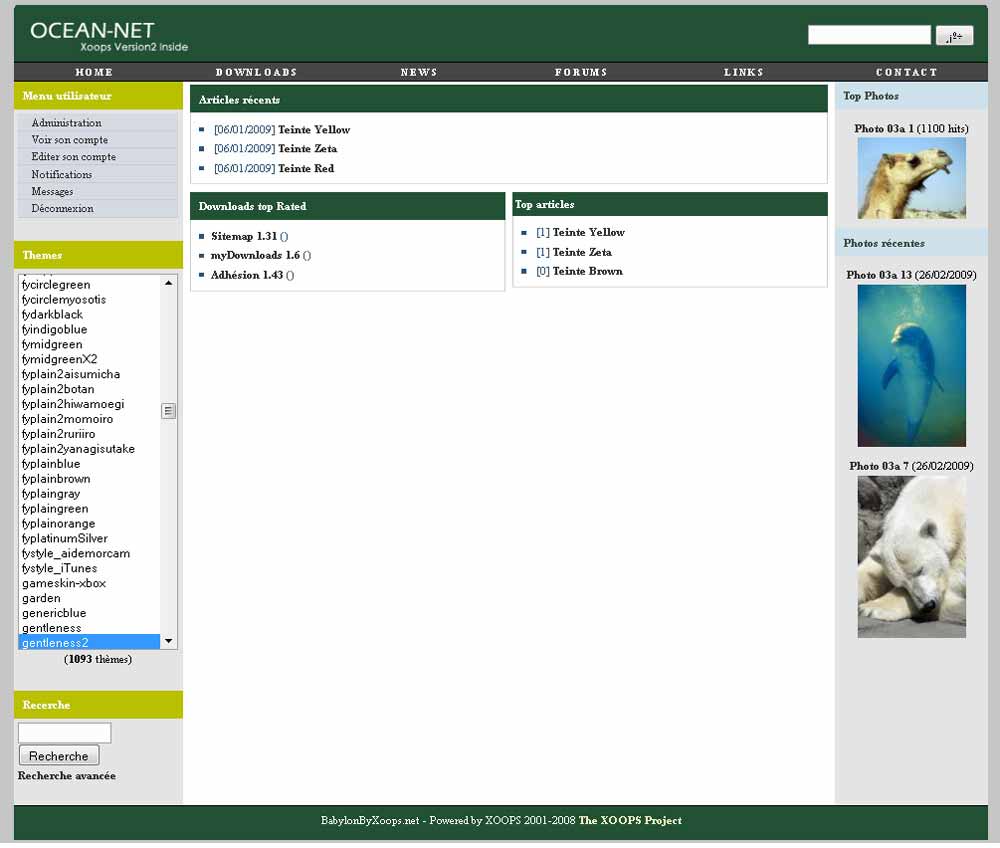 OCEAN-NET
Xoops Version2 Inside
HOME DOWNLOADS NEWS FORUMS LINKS CONTACT
Menu utilisateur
Administration
Voir son compte
Editer son compte
Notifications
Messages
Déconnexion
Themes
fycirclegreen
fycirclemyosotis
fydarkblack
fyindigoblue
fymidgreen
fymidgreenX2
fyplain2aisumicha
fyplain2botan
fyplain2hiwamoegi
fyplain2momoiro
fyplain2ruriiro
fyplain2yanagisutake
fyplainblue
fyplainbrown
fyplaingray
fyplaingreen
fyplainorange
fyplatinumSilver
fystyle_aidemorcam
fystyle_iTunes
gameskin-xbox
garden
genericblue
gentleness
gentleness2
(1093 thèmes)
Recerche
Recherche
Recherche avancée
Articles récents
[06/01/2009] Teinte Yellow
[06/01/2009] Teinte Zeta
[06/01/2009] Teinte Red
Downloads top Rated
Sitemap 1.31 ()
myDownloads 1.6 ()
Adhésion 1.43 ()
Top articles
[1] Teinte Yellow
[1] Teinte Zeta
[0] Teinte Brown
Top Photos
Photo 03a 1 (1100 hits)
Photos récentes
Photo 03a 13 (26/02/2009)
Photo 03a 7 (26/02/2009)
BabylonByXoops.net - Powered by XOOPS 2001-2008 The XOOPS Project